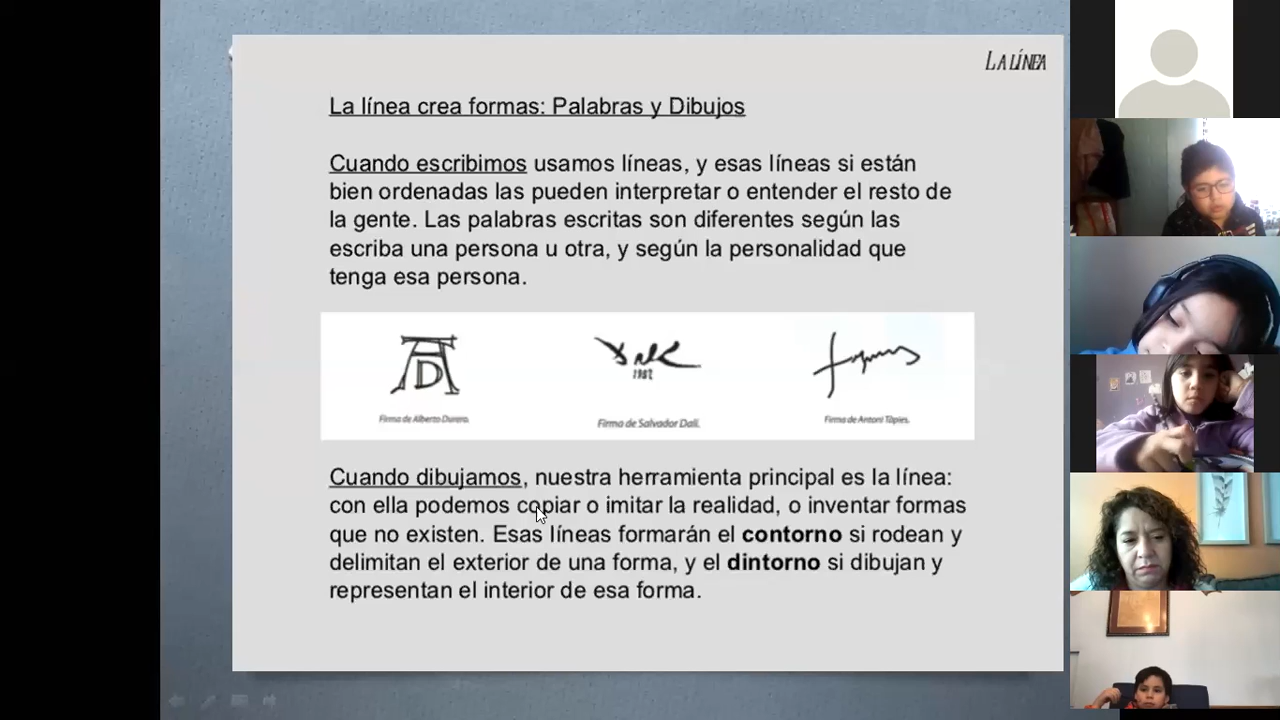 LA LÍNEA
La línea crea formas: Palabras y Dibujos
Cuando escribimos usamos líneas, y esas líneas si están
bien ordenadas las pueden interpretar o entender el resto de
la gente. Las palabras escritas son diferentes según las
escriba una persona u otra, y según la personalidad que
tenga esa persona.
AD
1982
Firma de Alberto Durero.
Firma de Salvador Dalí.
Firma de Antoni Tàpies.
Cuando dibujamos, nuestra herramienta principal es la línea:
con ella podemos copiar o imitar la realidad, o inventar formas
que no existen. Esas líneas formarán el contorno si rodean y
delimitan el exterior de una forma, y el dintorno si dibujan y
representan el interior de esa forma.